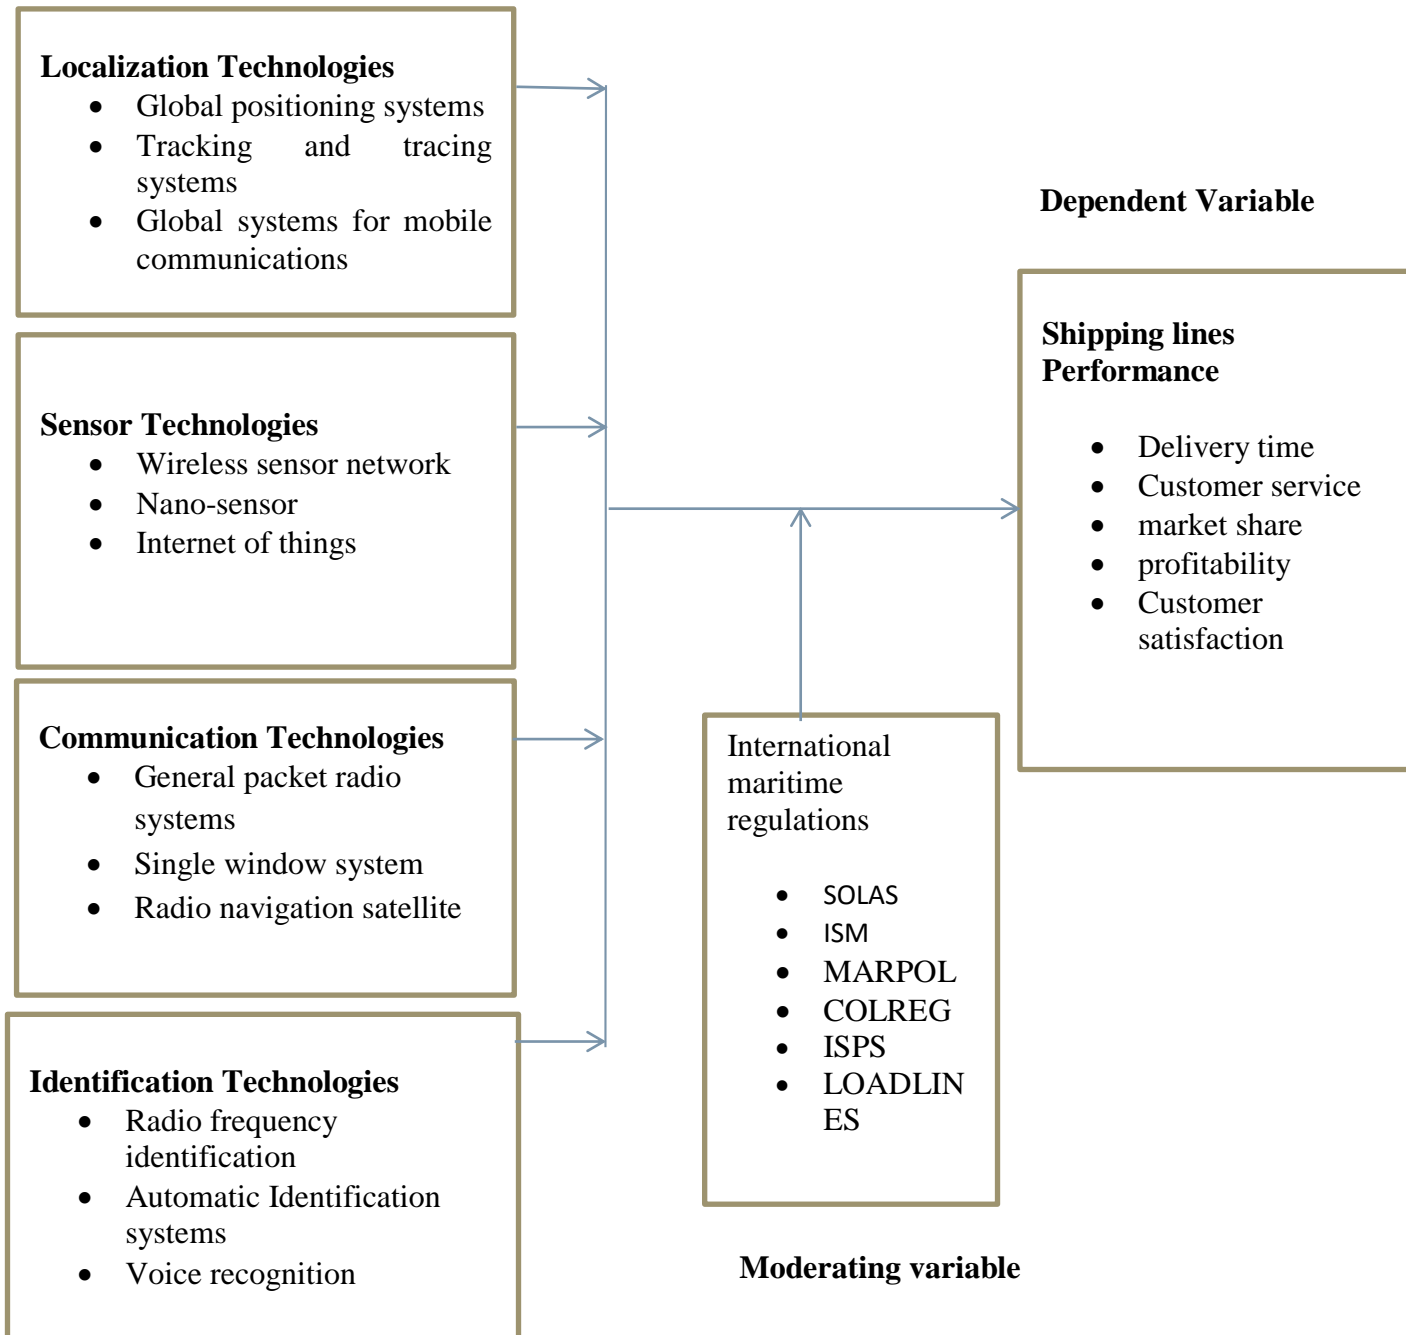 Localization Technologies
• Global positioning systems
• Tracking and tracing
systems
• Global systems for mobile
communications
Sensor Technologies
• Wireless sensor network
• Nano-sensor
• Internet of things
Communication Technologies
• General packet radio
systems
• Single window system
• Radio navigation satellite
Identification Technologies
• Radio frequency
identification
• Automatic Identification
systems
• Voice recognition
International
maritime
regulations
• SOLAS
• ISM
• MARPOL
• COLREG
• ISPS
• LOADLIN
ES
Moderating variable
Dependent Variable
Shipping lines
Performance
• Delivery time
• Customer service
• market share
• profitability
• Customer
satisfaction